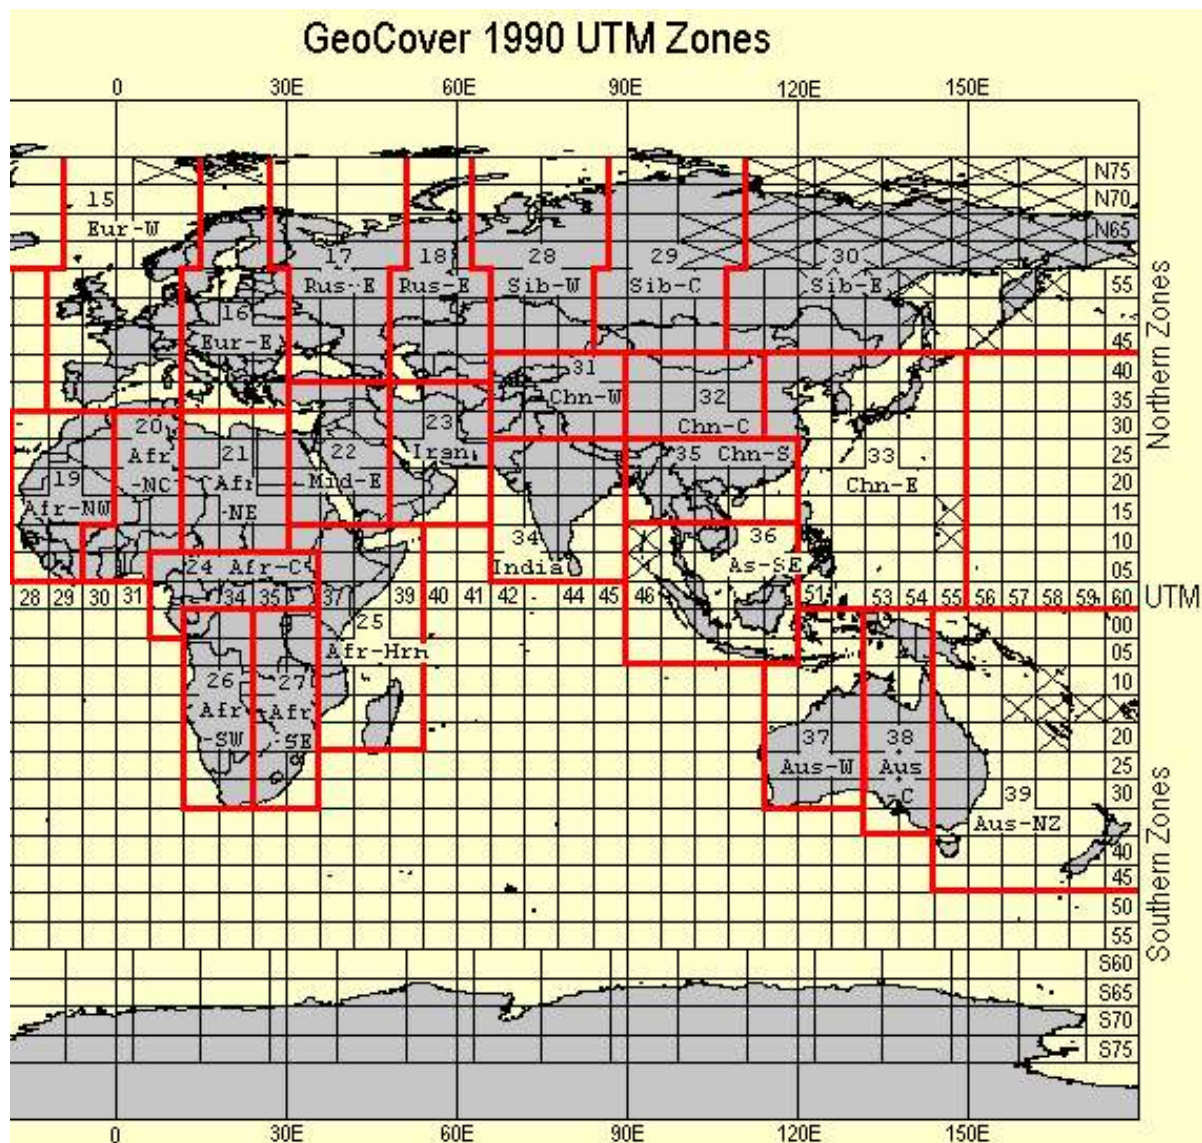 GeoCover 1990 UTM Zones
0 30E 60E 90E 120E 150E
N75
15
N70
Eur-W
N65
17 18 28 29 30
Rus-E Rus-E Sib-W Sib-C Sib-E
55
16
Eur-E
45
31
40
Chn-W
32
35
20 23
Chn-C
30
Afr 21 22 Iran 35 Chn-S 33
25
19 -NC Afr Mid-E Chn-E
20
Afr-NW -NE
15
34 36
10
24 Afr-C India As-SE
05
28 29 30 31 34 35 37 39 40 41 42 44 45 46 51 53 54 55 56 57 58 59 60 UTM
00
25
Afr-Hrn
05
26 27
10
Afr Afr
-SW -SE
37 38
20
Aus-W Aus
25
-C 39
30
Aus-NZ
40
45
50
55
S60
S65
S70
S75
0 30E 60E 90E 120E 150E
Northern Zones
Southern Zones